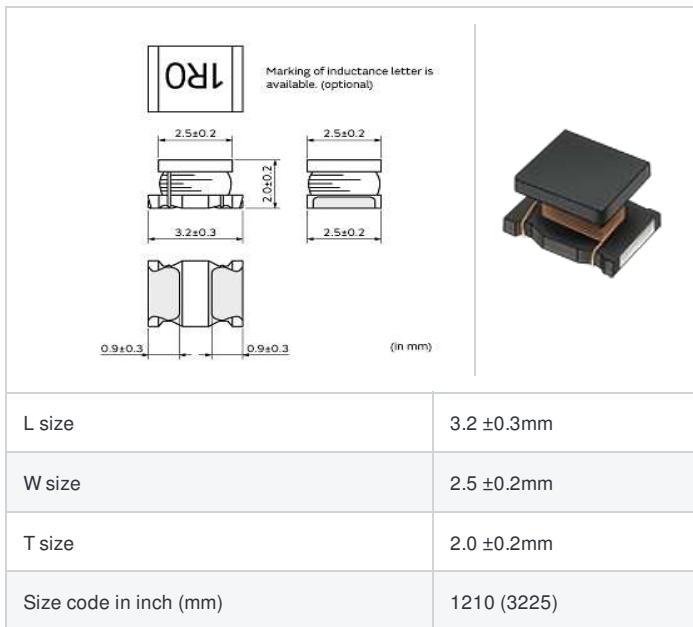 1R0
Marking of inductance letter is
available. (optional)
2.5±0.2
2.5±0.2
2.0±0.2
3.2±0.3
2.5±0.2
0.9±0.3
0.9±0.3
(in mm)
L size
3.2 ±0.3mm
W size
2.5 ±0.2mm
T size
2.0 ±0.2mm
Size code in inch (mm)
1210 (3225)